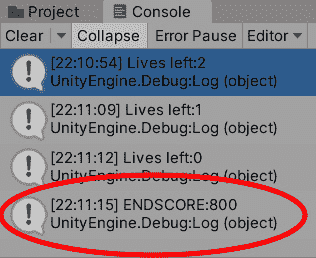 Project
Console
Clear
Collapse
Error Pause
Editor
[22:10:54] Lives left:2
UnityEngine.Debug:Log (object)
[22:11:09] Lives left:1
UnityEngine.Debug:Log (object)
[22:11:12] Lives left:0
UnityEngine.Debug:Log (object)
[22:11:15] ENDSCORE:800
UnityEngine.Debug:Log (object)